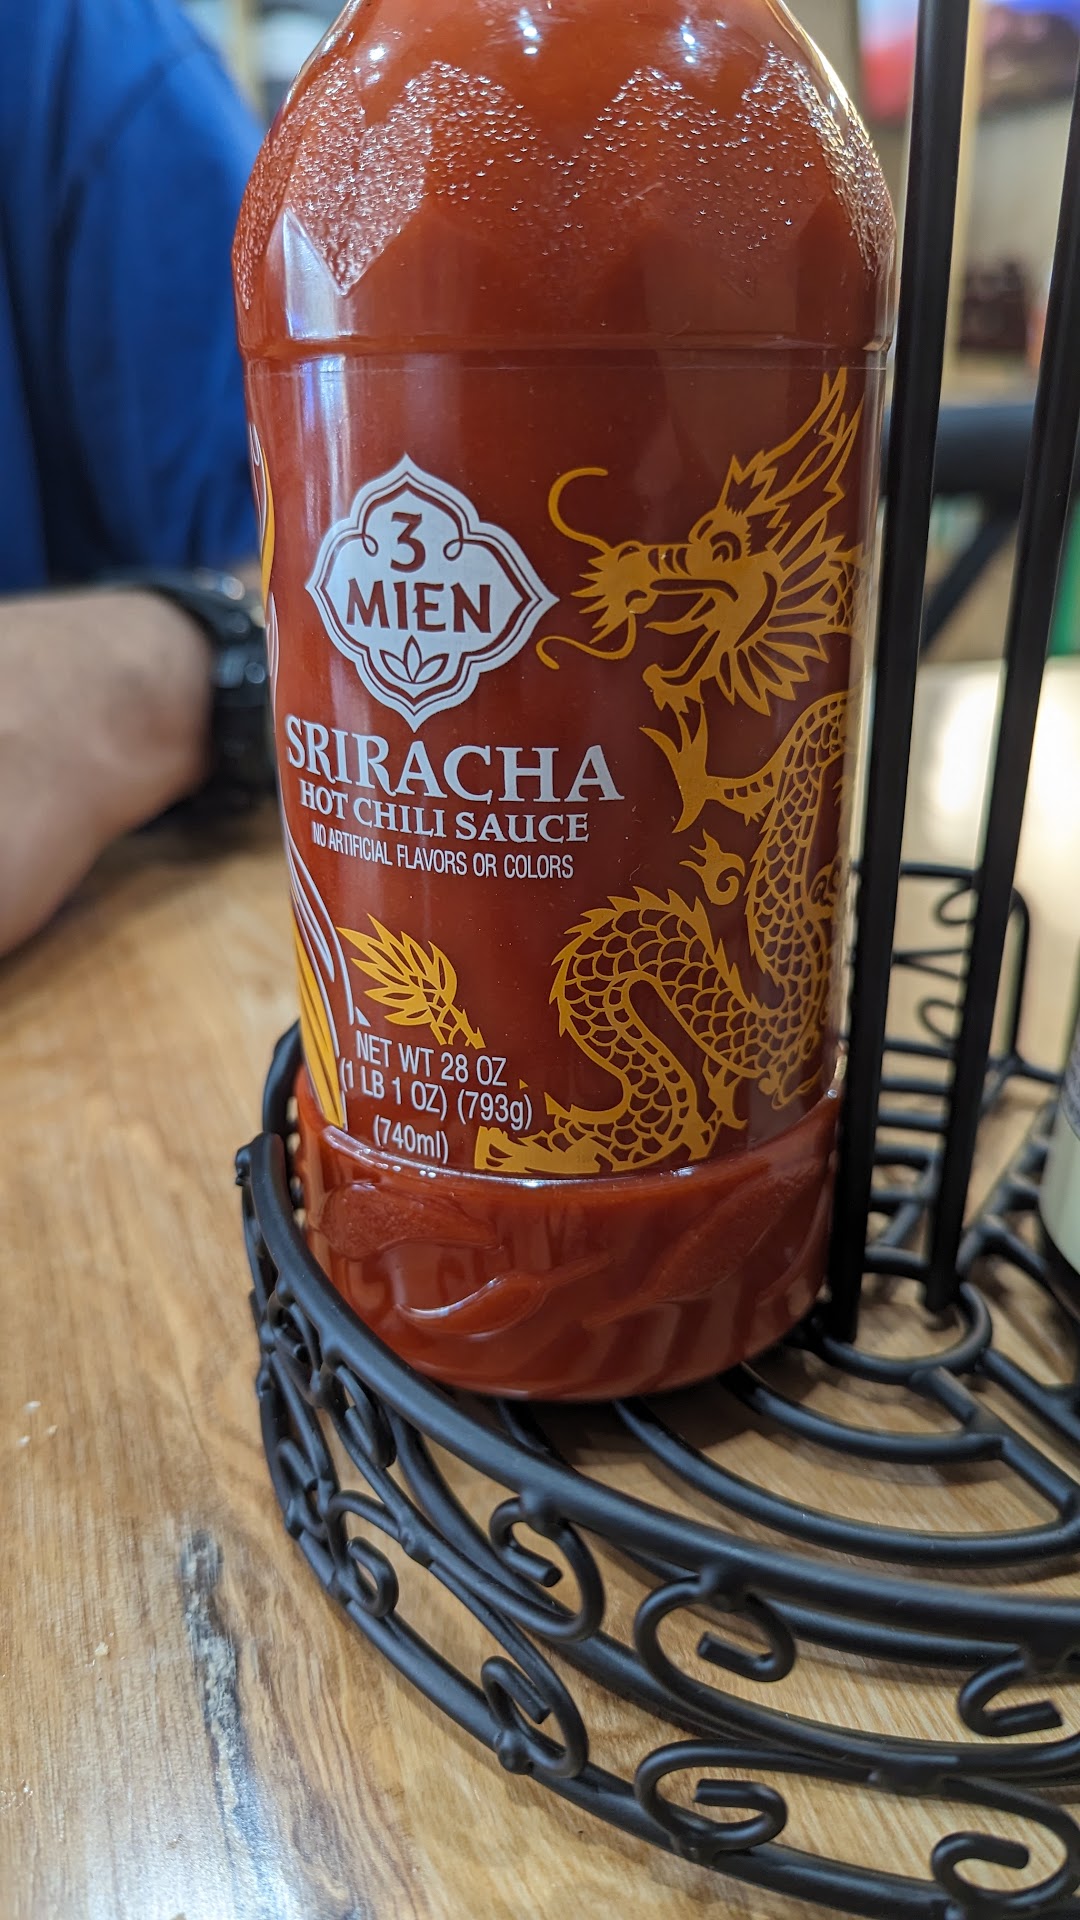 3
MIEN
SRIRACHA
HOT CHILI SAUCE
NO ARTIFICIAL FLAVORS OR COLORS
NET WT 28 OZ
(1 LB 1 OZ) (793g)
(740ml)